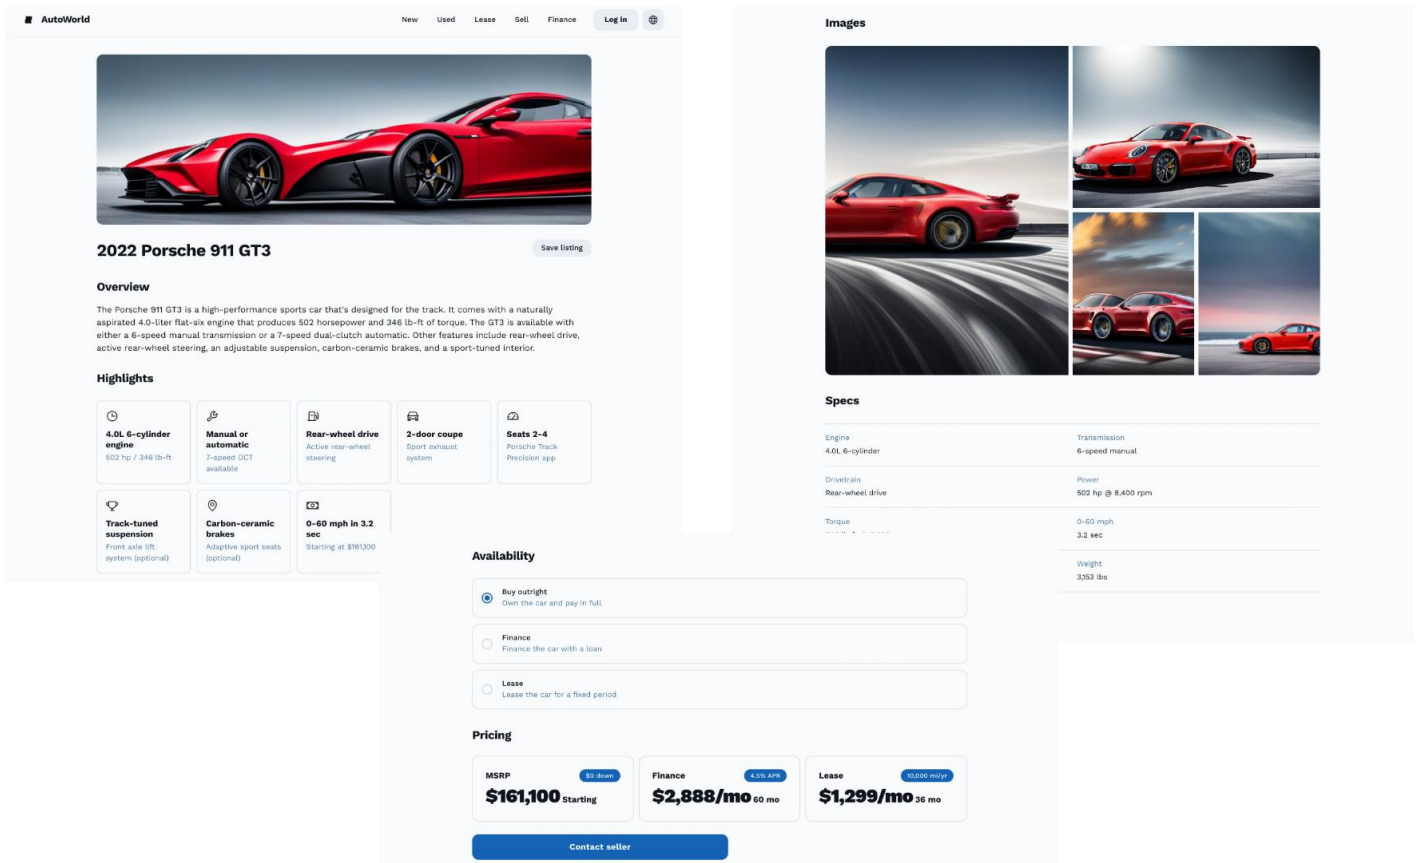 AutoWorld
New Used Lease Sell Finance Log in
2022 Porsche 911 GT3
Save listing
Overview
The Porsche 911 GT3 is a high-performance sports car that's designed for the track. It comes with a naturally
aspirated 4.0-liter flat-six engine that produces 502 horsepower and 346 lb-ft of torque. The GT3 is available with
either a 6-speed manual transmission or a 7-speed dual-clutch automatic. Other features include rear-wheel drive,
active rear-wheel steering, an adjustable suspension, carbon-ceramic brakes, and a sport-tuned interior.
Highlights
4.0L 6-cylinder
engine
502 hp / 346 lb-ft
Manual or
automatic
7-speed DCT
available
Rear-wheel drive
Active rear-wheel
steering
2-door coupe
Sport exhaust
system
Seats 2-4
Porsche Track
Precision app
Track-tuned
suspension
Front axle lift
system (optional)
Carbon-ceramic
brakes
Adaptive sport seats
(optional)
0-60 mph in 3.2
sec
Starting at $161,100
Images
Specs
Engine
4.0L 6-cylinder
Transmission
6-speed manual
Drivetrain
Rear-wheel drive
Power
502 hp @ 8,400 rpm
Torque
0-60 mph
3.2 sec
Weight
3,153 lbs
Availability
Buy outright
Own the car and pay in full
Finance
Finance the car with a loan
Lease
Lease the car for a fixed period
Pricing
MSRP
$0 down
$161,100 Starting
Finance
4.5% APR
$2,888/mo 60 mo
Lease
10,000 mi/yr
$1,299/mo 36 mo
Contact seller